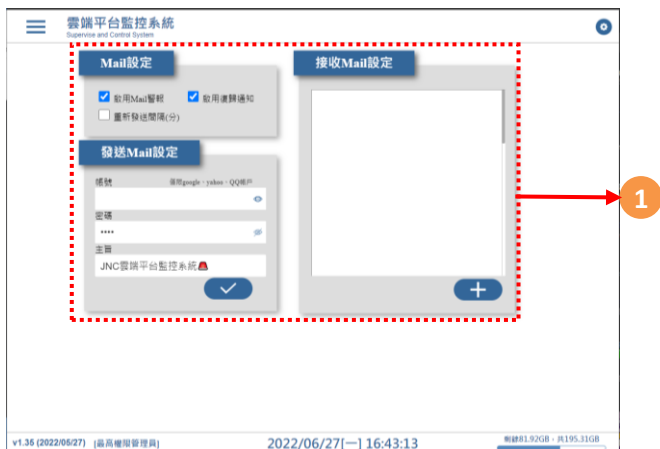 雲端平台監控系統
Supervice and Control System
Mail設定
啟用Mail警報
啟用復歸通知
重新發送間隔(分)
發送Mail設定
帳號
僅限google、yahoo、QQ帳戶
密碼
••••
主旨
JNC雲端平台監控系統🚨
接收Mail設定
1
v1.35 (2022/05/27)
[最高權限管理員]
2022/06/27[一] 16:43:13
剩餘81.92GB，共195.31GB